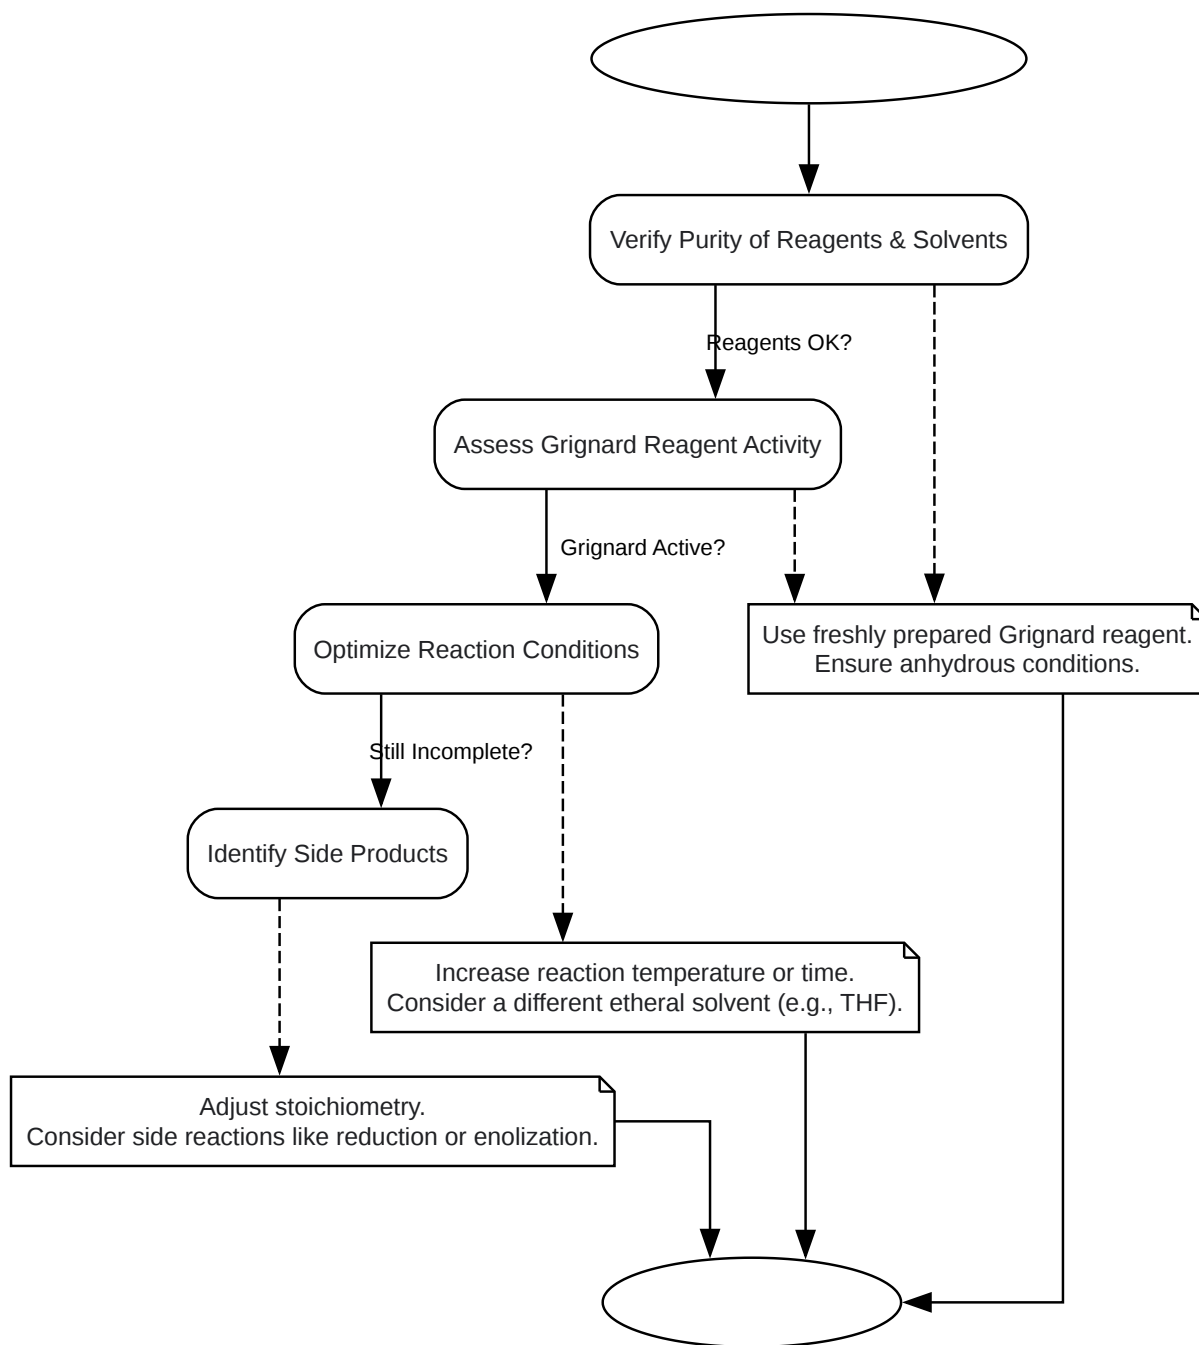 Verify Purity of Reagents & Solvents
Reagents OK?
Assess Grignard Reagent Activity
Grignard Active?
Use freshly prepared Grignard reagent.
Ensure anhydrous conditions.
Optimize Reaction Conditions
Still Incomplete?
Identify Side Products
Increase reaction temperature or time.
Consider a different etheral solvent (e.g., THF).
Adjust stoichiometry.
Consider side reactions like reduction or enolization.